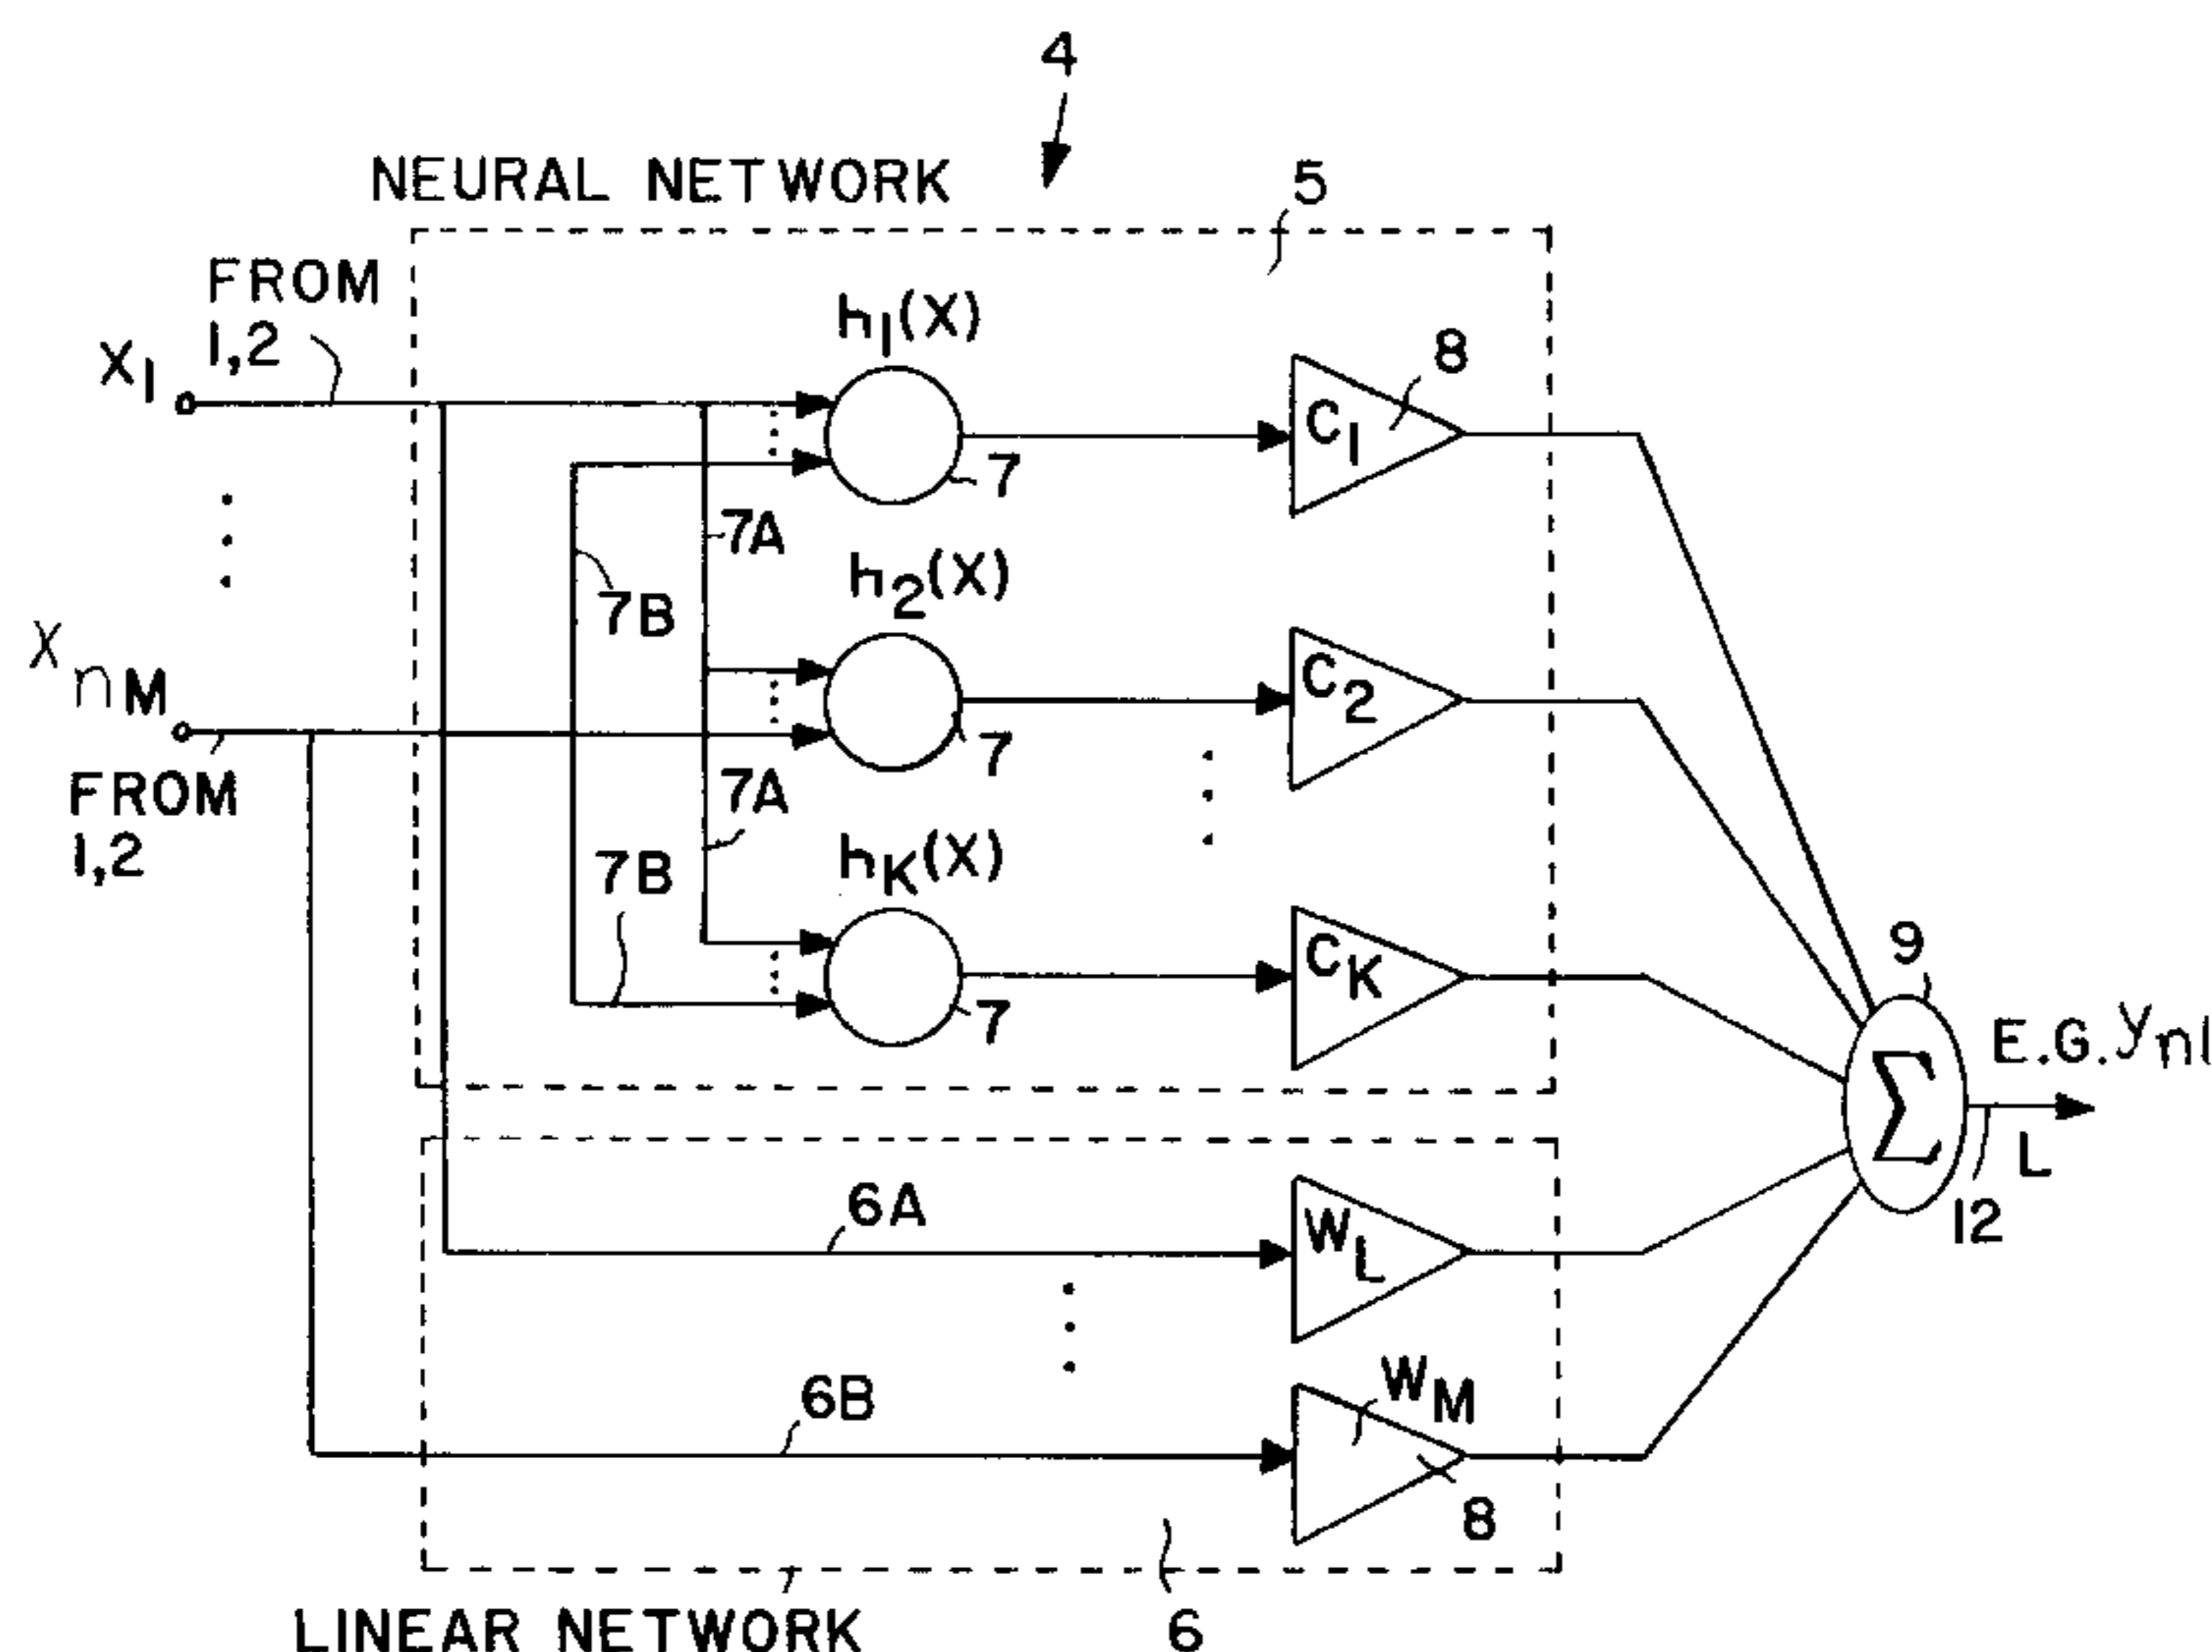 4
NEURAL NETWORK
5
FROM
1,2
X1
h1(X)
C1
8
7
7A
7B
h2(X)
XnM
C2
7
FROM
1,2
7A
7B
hK(X)
CK
7
9
Σ
E.G. yn1
L
12
6A
WL
6B
WM
8
LINEAR NETWORK
6